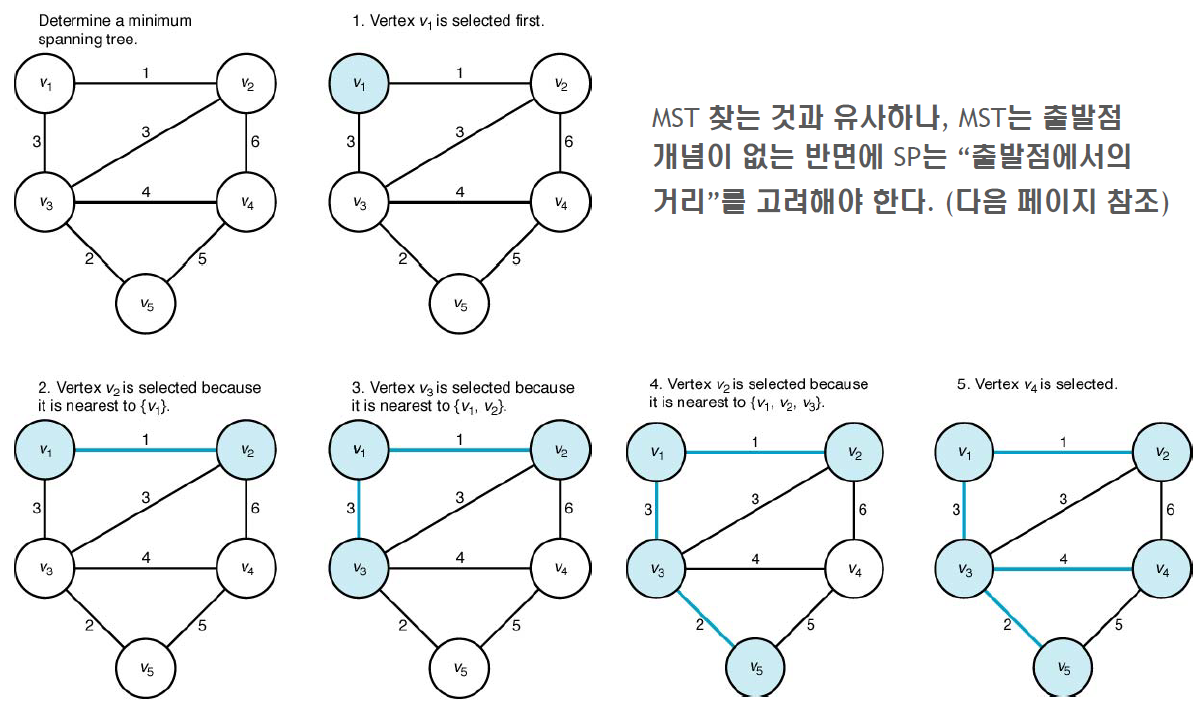 Determine a minimum
spanning tree.
v1
1
v2
3
3
6
v3
4
v4
2
5
v5
1. Vertex v1 is selected first.
v1
1
v2
3
3
6
v3
4
v4
2
5
v5
MST 찾는 것과 유사하나, MST는 출발점
개념이 없는 반면에 SP는 “출발점에서의
거리”를 고려해야 한다. (다음 페이지 참조)
2. Vertex v2 is selected because
it is nearest to {v1}.
v1
1
v2
3
3
6
v3
4
v4
2
5
v5
3. Vertex v3 is selected because
it is nearest to {v1, v2}.
v1
1
v2
3
3
6
v3
4
v4
2
5
v5
4. Vertex v2 is selected because
it is nearest to {v1, v2, v3}.
v1
1
v2
3
3
6
v3
4
v4
2
5
v5
5. Vertex v4 is selected.
v1
1
v2
3
3
6
v3
4
v4
2
5
v5